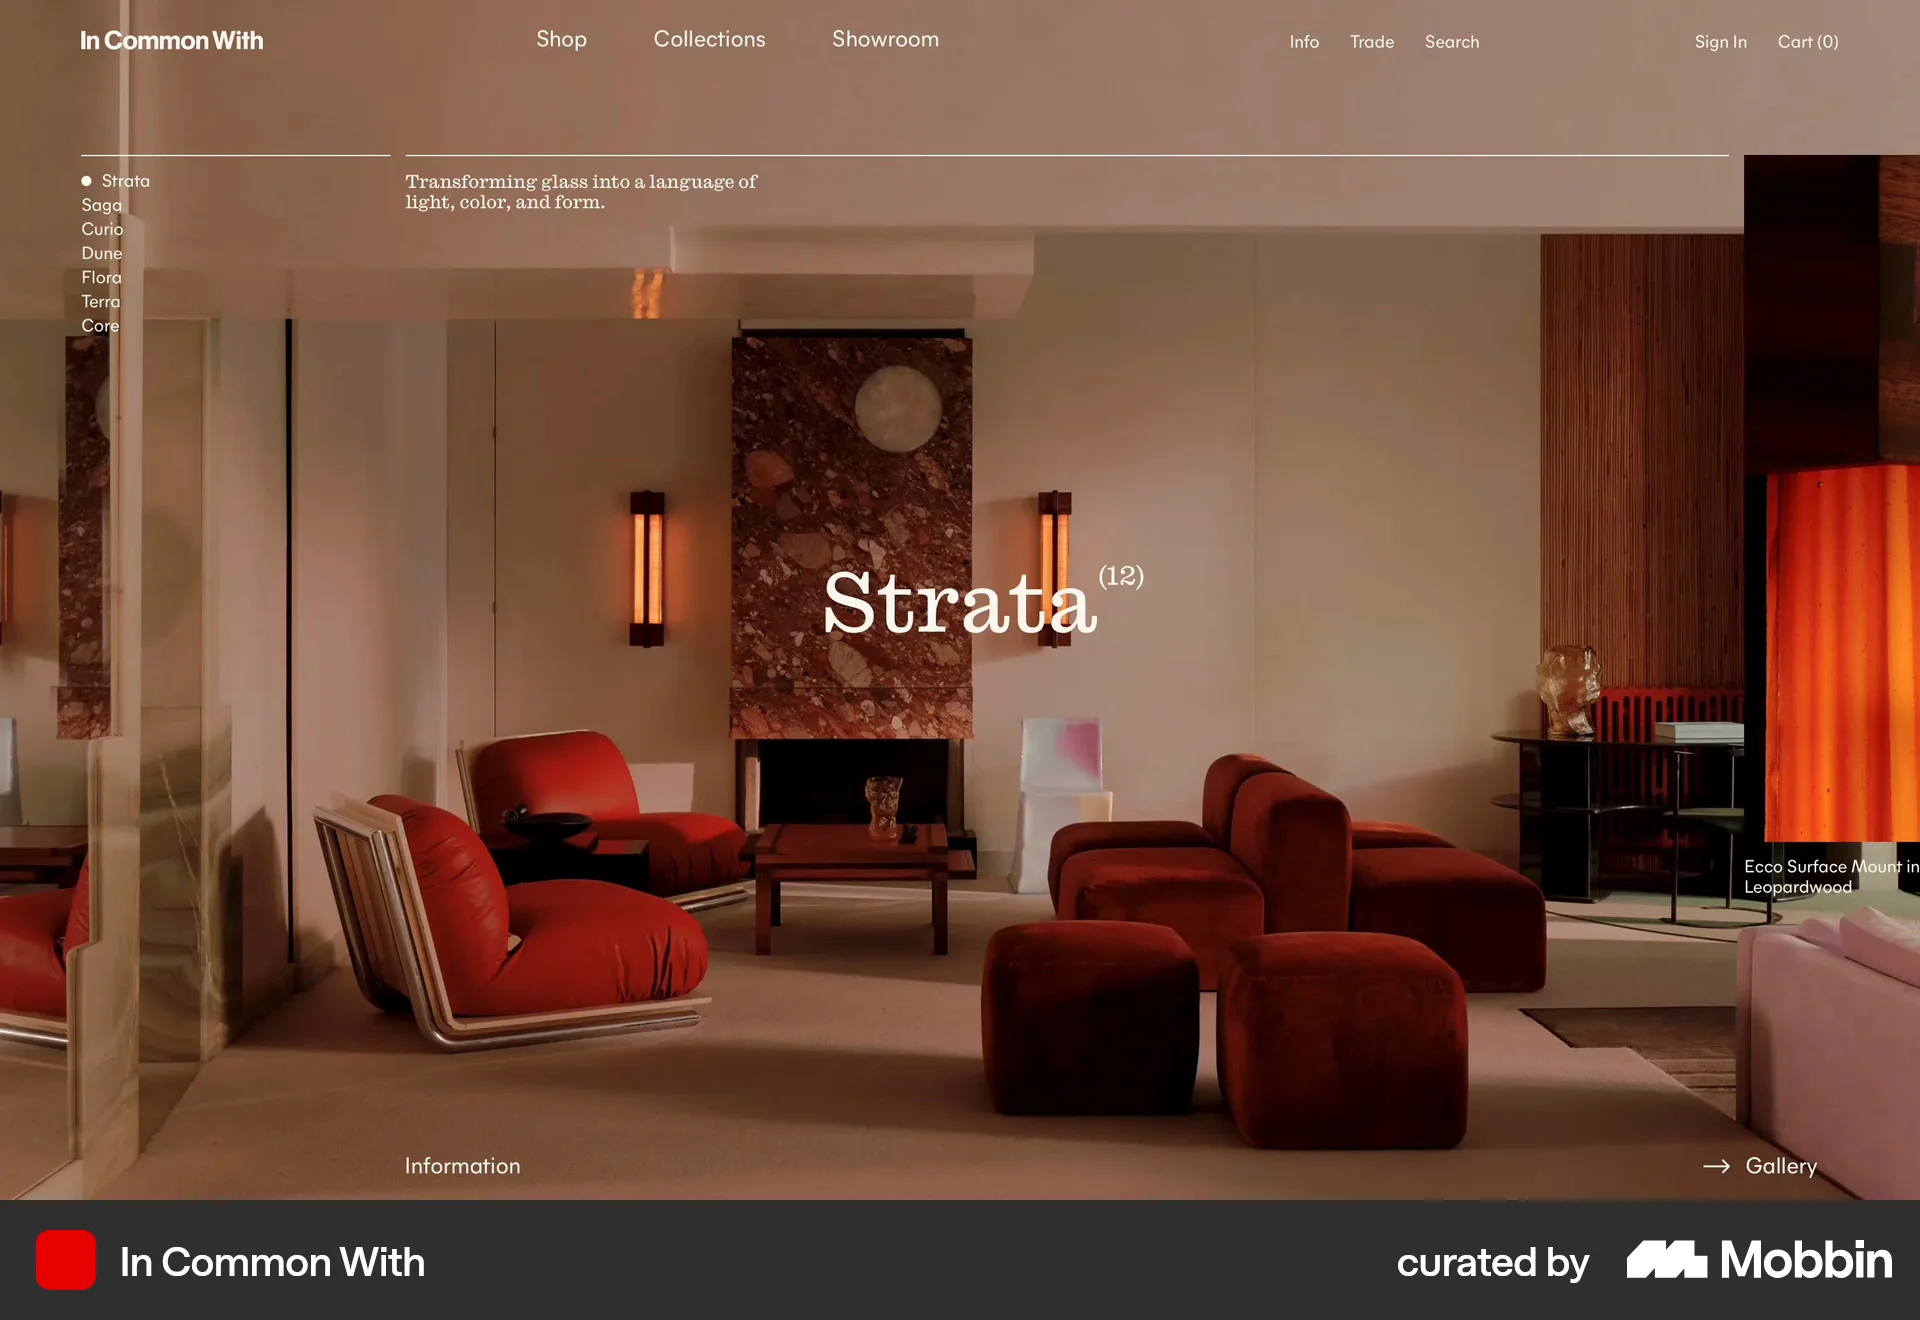 In Common With
Shop
Collections
Showroom
Info
Trade
Search
Sign In
Cart (0)
Strata
Saga
Curio
Dune
Flora
Terra
Core
Transforming glass into a language of
light, color, and form.
Strata (12)
Ecco Surface Mount in
Leopardwood
Information
→ Gallery
In Common With
curated by Mobbin